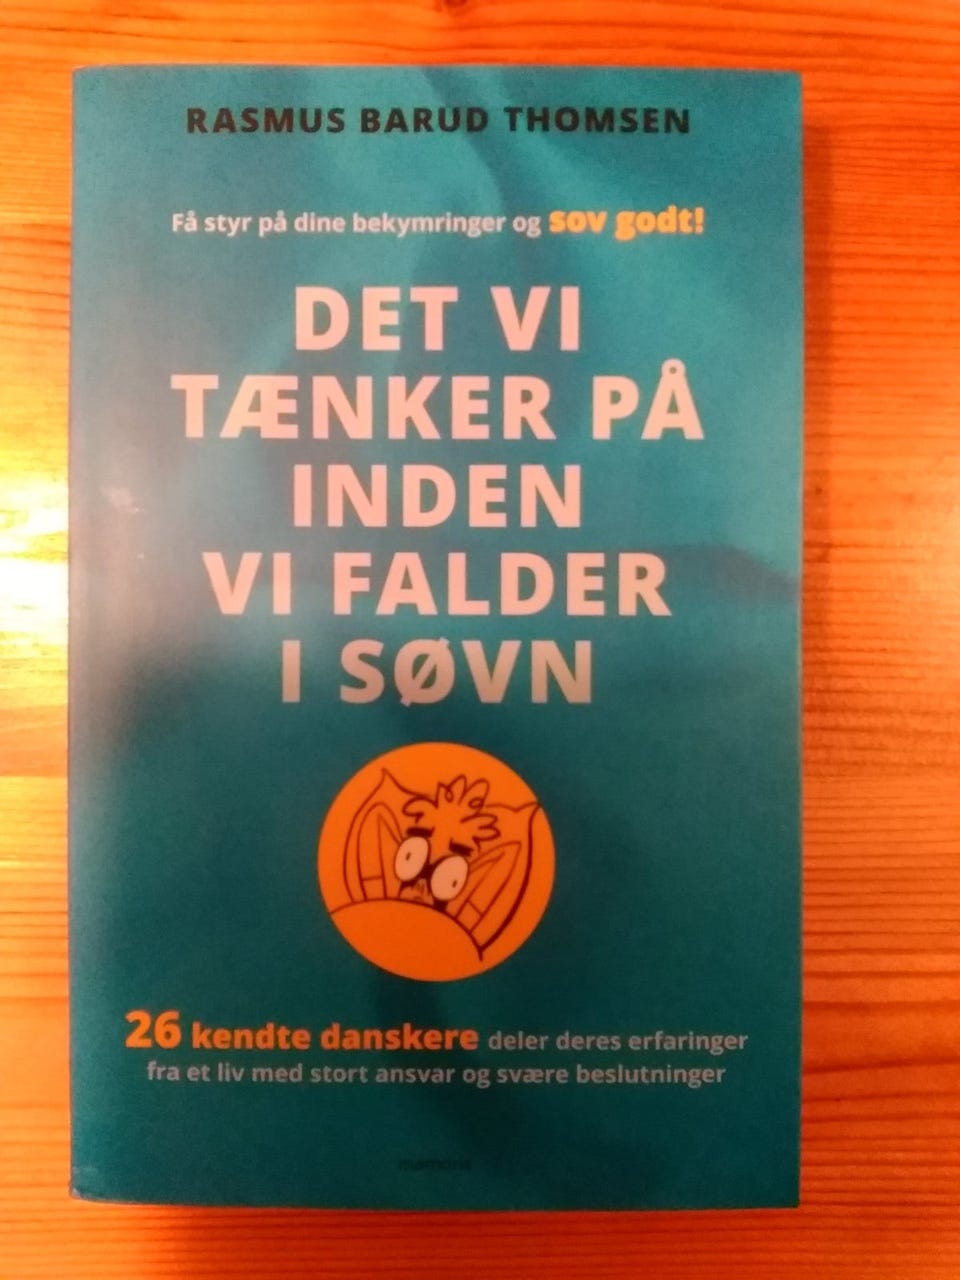 RASMUS BARUD THOMSEN
Få styr på dine bekymringer og sov godt!
DET VI
TÆNKER PÅ
INDEN
VI FALDER
I SØVN
26 kendte danskere deler deres erfaringer
fra et liv med stort ansvar og svære beslutninger